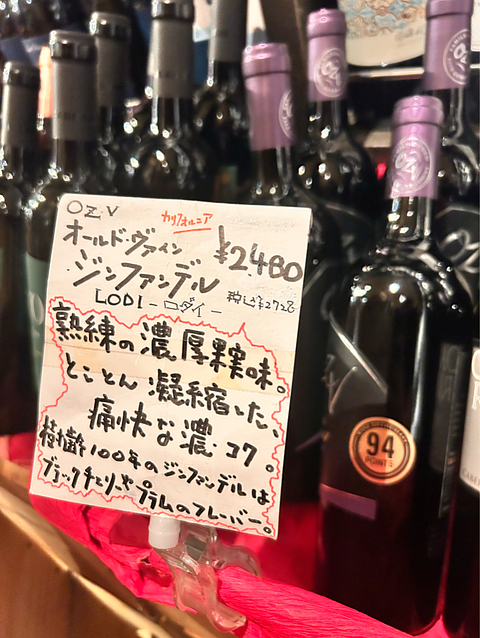 OZV
カリフォルニア
オールド・ヴァイン
¥2.480
ジンファンデル
LODI -ロダイ-
税込¥2728
熟練の濃厚果実味。
とことん凝縮した、
痛快な濃・コク。
樹齢100年のジンファンデルは
ブラックチェリーやプラムのフレーバー。
94
POINTS